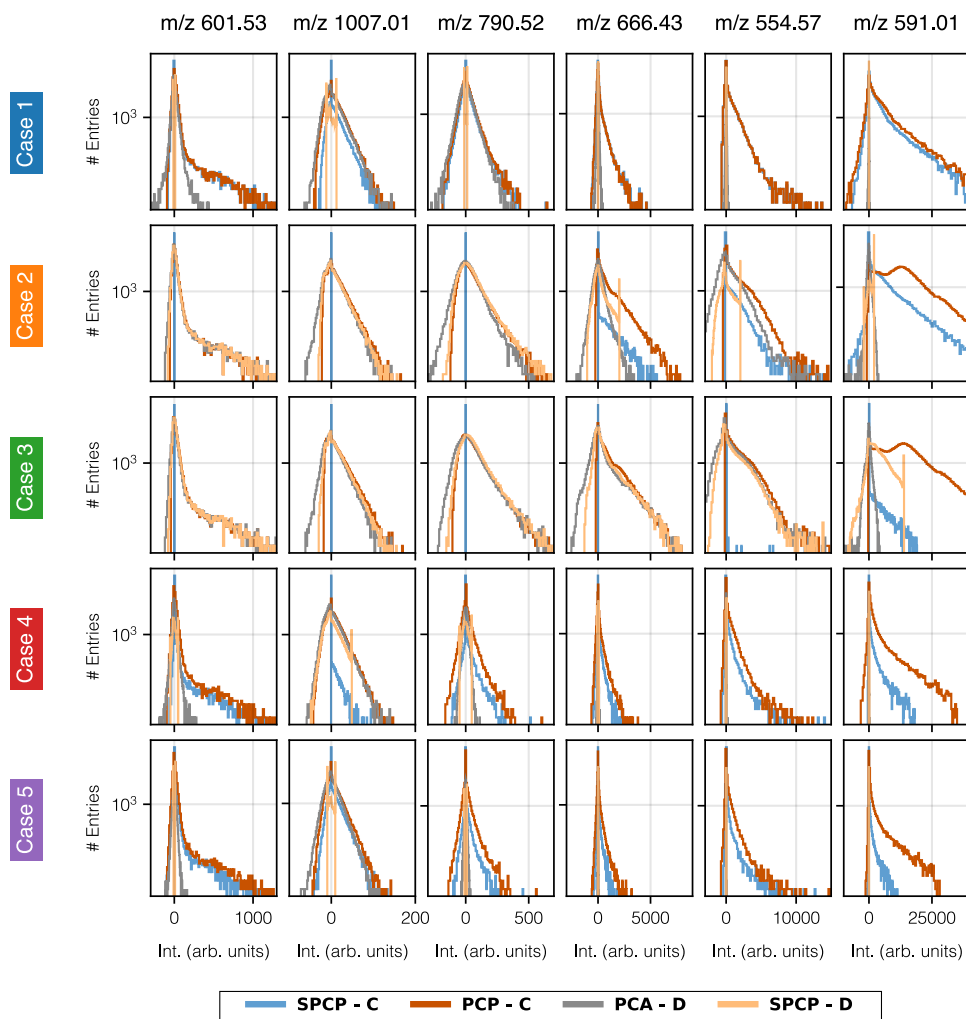 m/z 601.53 m/z 1007.01 m/z 790.52 m/z 666.43 m/z 554.57 m/z 591.01
Case 1
# Entries
10³
Case 2
# Entries
10³
Case 3
# Entries
10³
Case 4
# Entries
10³
Case 5
# Entries
10³
0 1000 0 200 0 500 0 5000 0 10000 0 25000
Int. (arb. units) Int. (arb. units) Int. (arb. units) Int. (arb. units) Int. (arb. units) Int. (arb. units)
SPCP - C PCP - C PCA - D SPCP - D